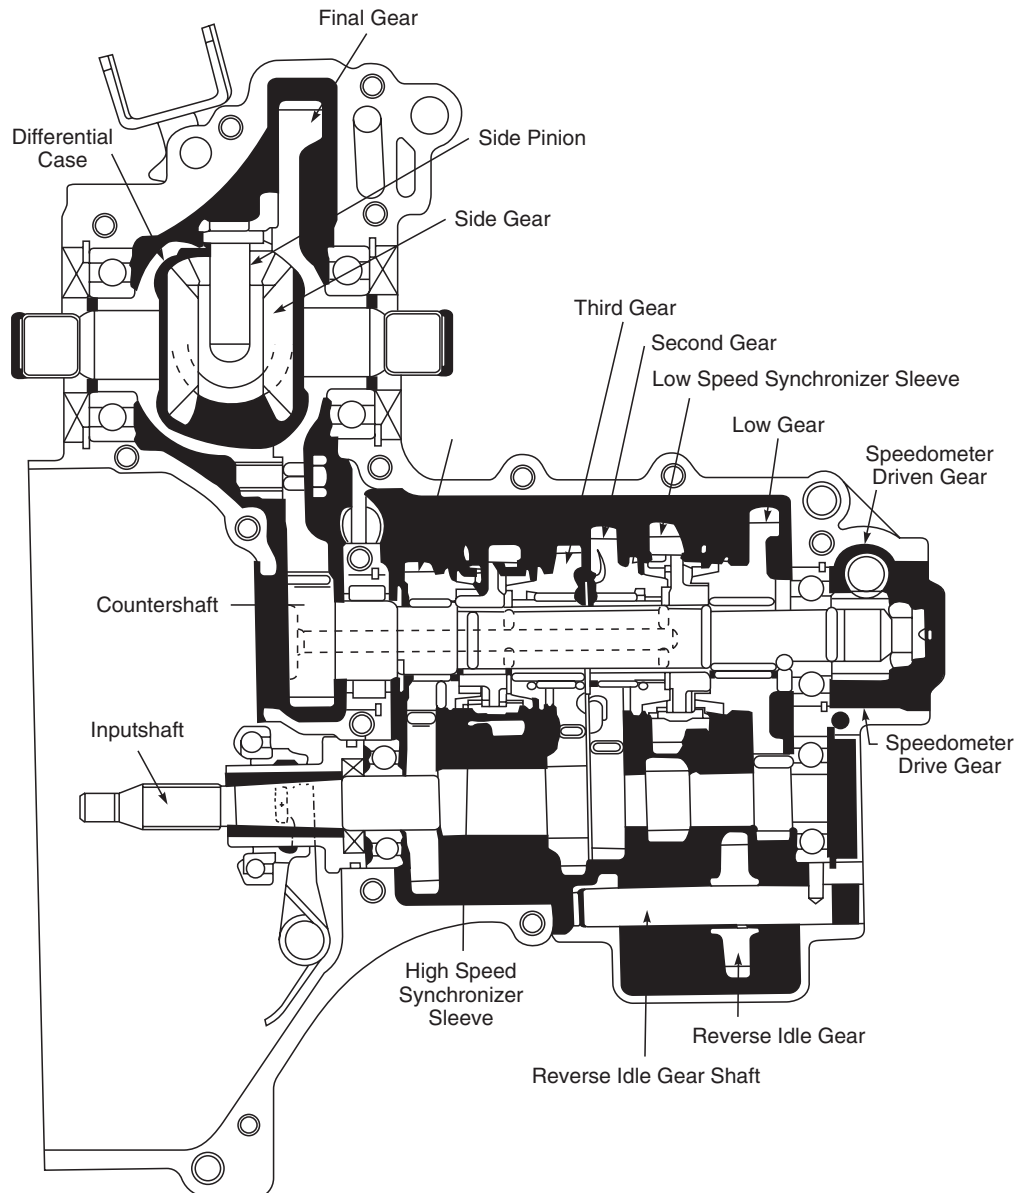 Final Gear
Differential
Case
Side Pinion
Side Gear
Third Gear
Second Gear
Low Speed Synchronizer Sleeve
Low Gear
Speedometer
Driven Gear
Countershaft
Inputshaft
Speedometer
Drive Gear
High Speed
Synchronizer
Sleeve
Reverse Idle Gear
Reverse Idle Gear Shaft